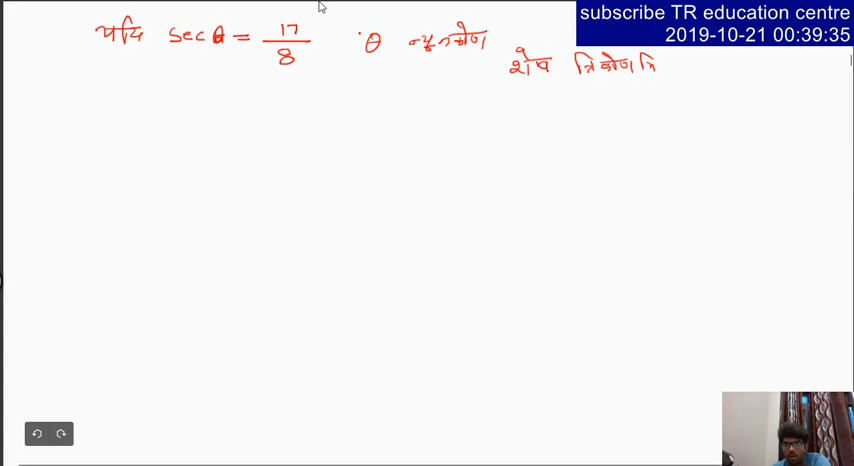 subscribe TR education centre
2019-10-21 00:39:35
यदि sec θ = 17/8 θ न्यूनकोण
शेष त्रिकोणमि